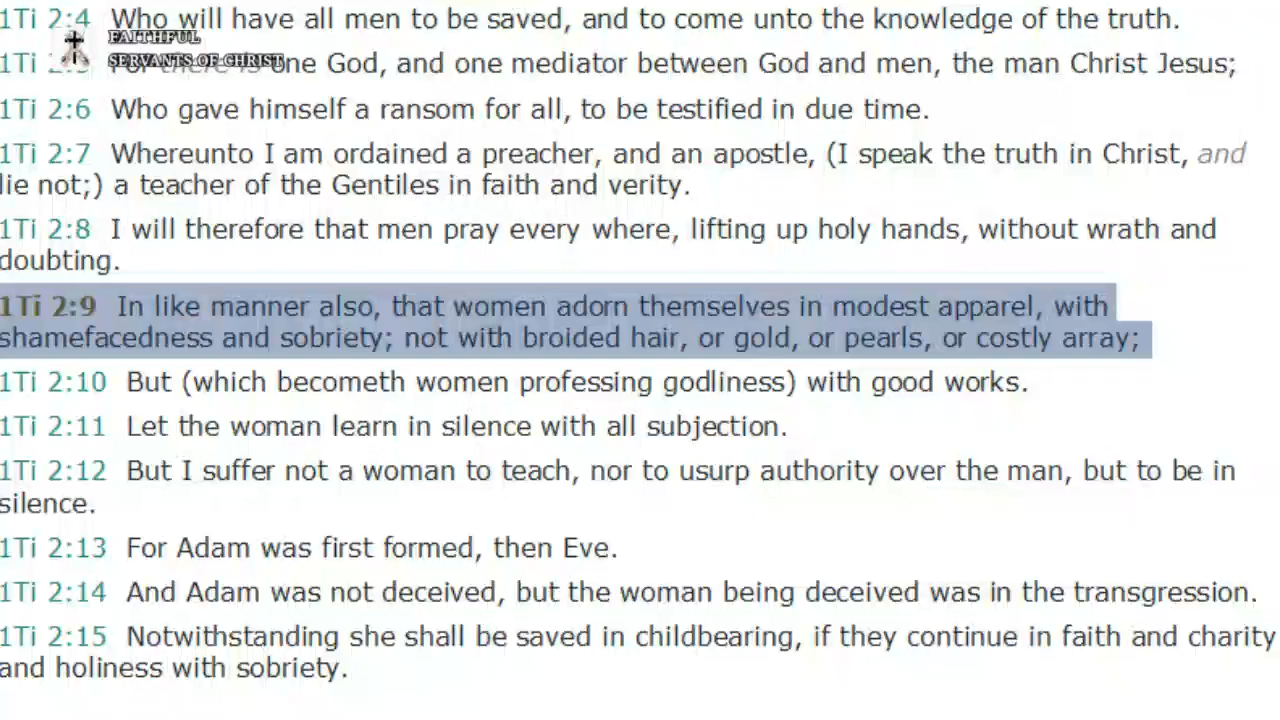 1Ti 2:4 Who will have all men to be saved, and to come unto the knowledge of the truth.
FAITHFUL
SERVANTS OF CHRIST
1Ti For there is one God, and one mediator between God and men, the man Christ Jesus;
1Ti 2:6 Who gave himself a ransom for all, to be testified in due time.
1Ti 2:7 Whereunto I am ordained a preacher, and an apostle, (I speak the truth in Christ, and
lie not;) a teacher of the Gentiles in faith and verity.
1Ti 2:8 I will therefore that men pray every where, lifting up holy hands, without wrath and
doubting.
1Ti 2:9 In like manner also, that women adorn themselves in modest apparel, with
shamefacedness and sobriety; not with broided hair, or gold, or pearls, or costly array;
1Ti 2:10 But (which becometh women professing godliness) with good works.
1Ti 2:11 Let the woman learn in silence with all subjection.
1Ti 2:12 But I suffer not a woman to teach, nor to usurp authority over the man, but to be in
silence.
1Ti 2:13 For Adam was first formed, then Eve.
1Ti 2:14 And Adam was not deceived, but the woman being deceived was in the transgression.
1Ti 2:15 Notwithstanding she shall be saved in childbearing, if they continue in faith and charity
and holiness with sobriety.